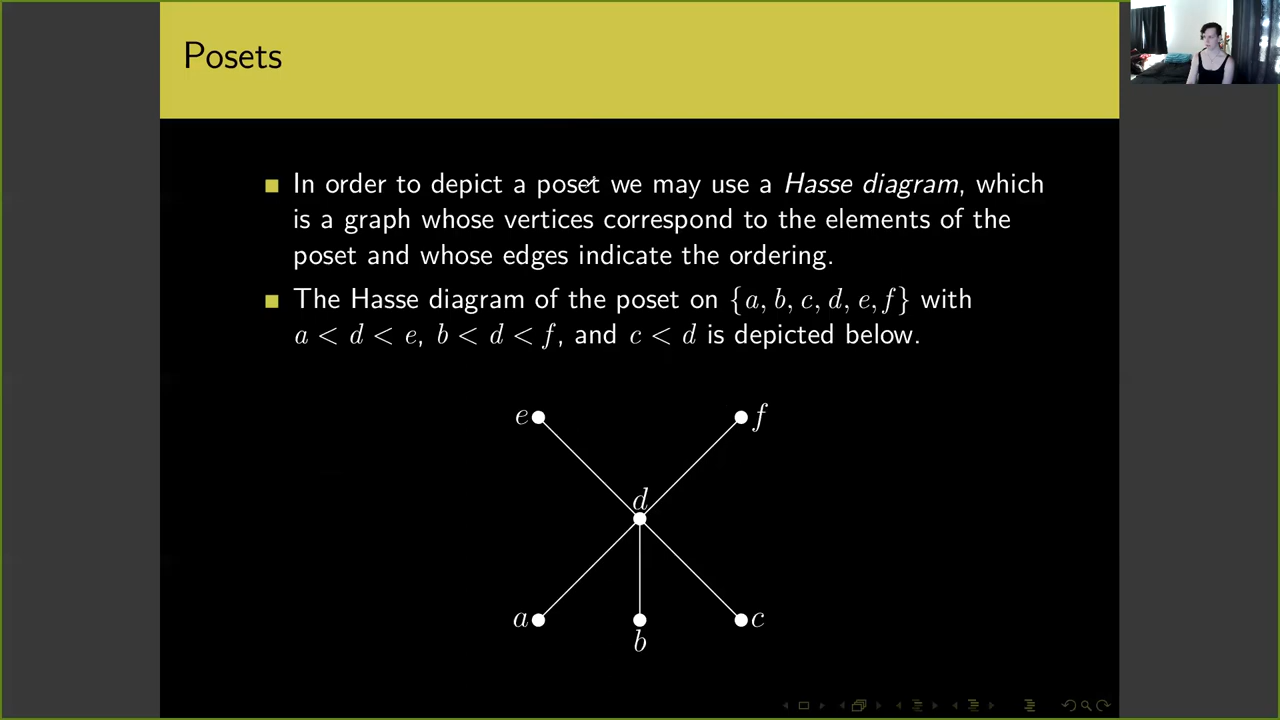 Posets
In order to depict a poset we may use a Hasse diagram, which
is a graph whose vertices correspond to the elements of the
poset and whose edges indicate the ordering.
The Hasse diagram of the poset on {a, b, c, d, e, f} with
a < d < e, b < d < f, and c < d is depicted below.
e
f
d
a
b
c